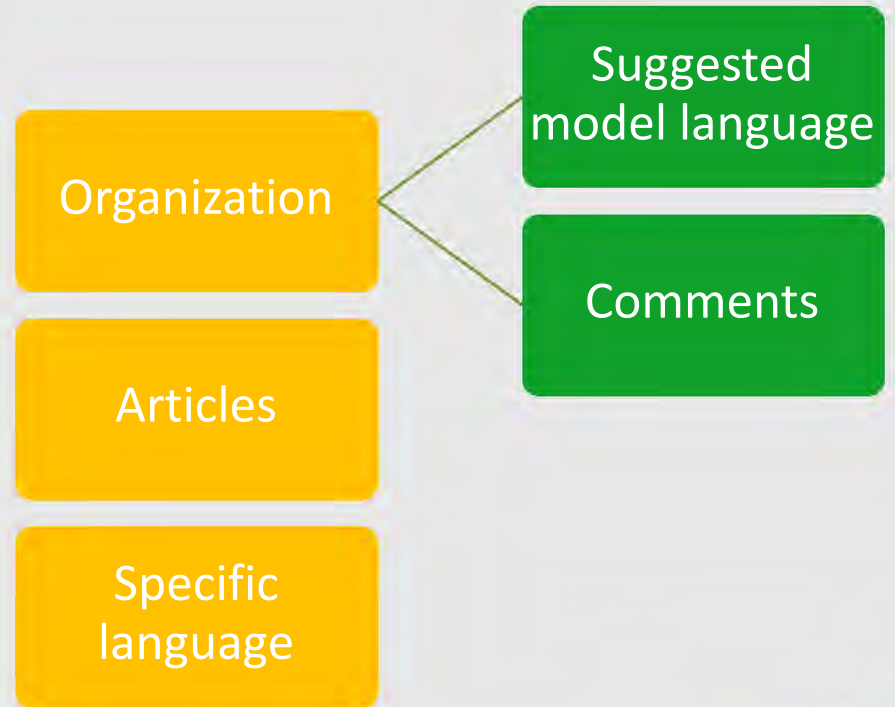 Organization
Suggested
model language
Comments
Articles
Specific
language